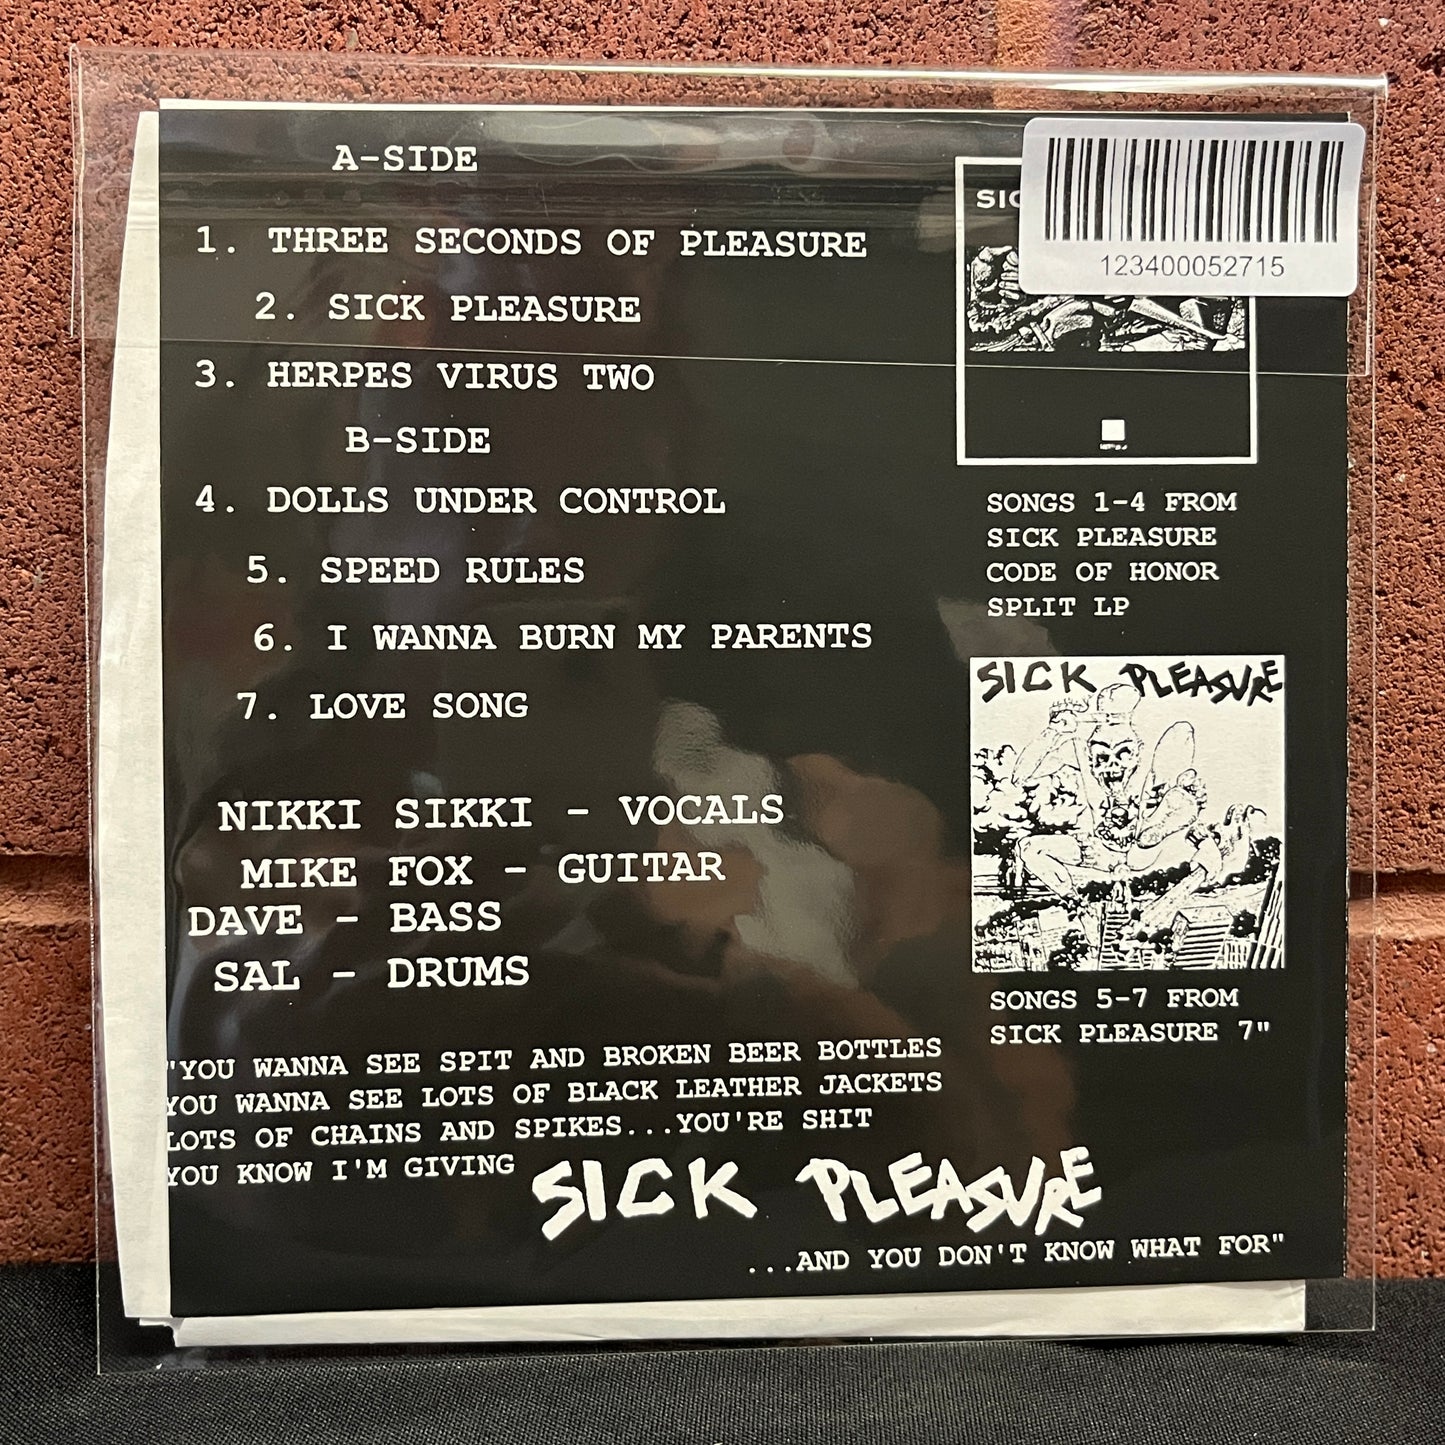 A-SIDE
1. THREE SECONDS OF PLEASURE
2. SICK PLEASURE
3. HERPES VIRUS TWO
B-SIDE
4. DOLLS UNDER CONTROL
5. SPEED RULES
6. I WANNA BURN MY PARENTS
7. LOVE SONG
NIKKI SIKKI - VOCALS
MIKE FOX - GUITAR
DAVE - BASS
SAL - DRUMS
"YOU WANNA SEE SPIT AND BROKEN BEER BOTTLES
YOU WANNA SEE LOTS OF BLACK LEATHER JACKETS
LOTS OF CHAINS AND SPIKES...YOU'RE SHIT
YOU KNOW I'M GIVING
SICK PLEASURE
...AND YOU DON'T KNOW WHAT FOR"
123400052715
SIC
SONGS 1-4 FROM
SICK PLEASURE
CODE OF HONOR
SPLIT LP
SICK PLEASURE
SONGS 5-7 FROM
SICK PLEASURE 7"